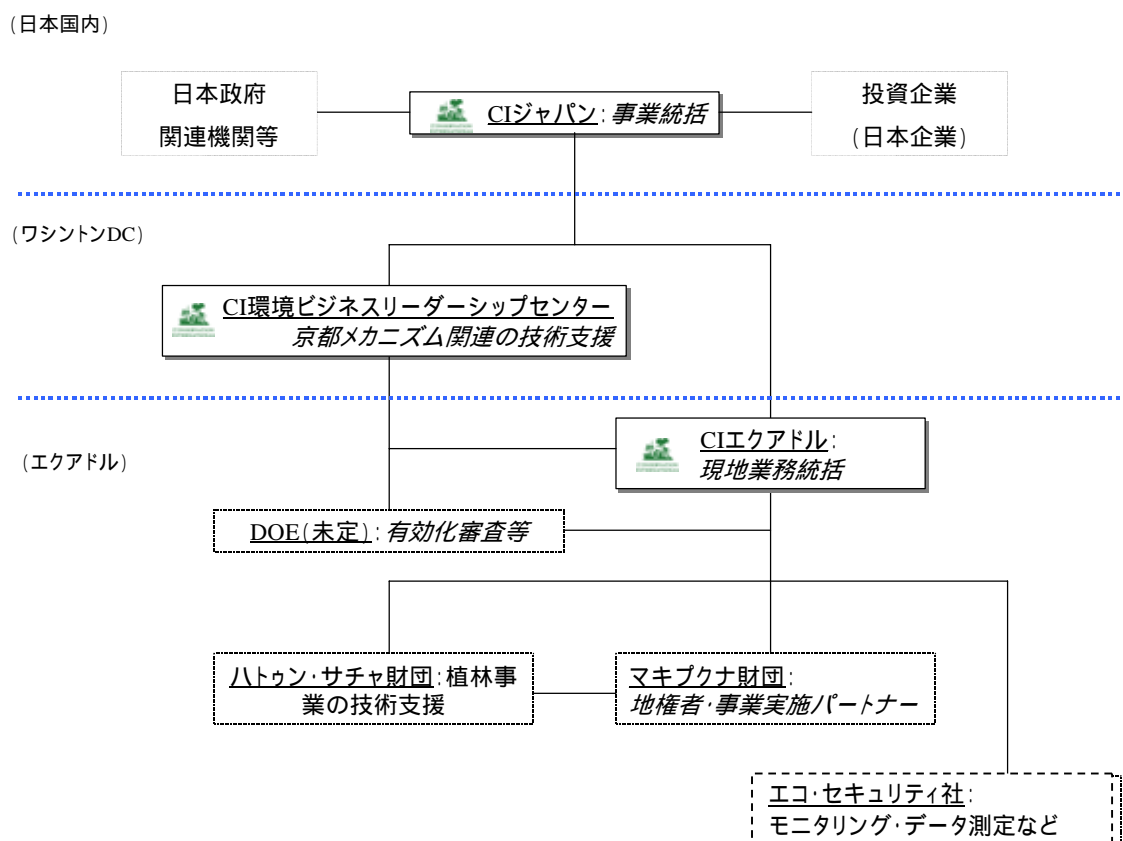 (日本国内)
日本政府
関連機関等
CIジャパン:事業統括
投資企業
(日本企業)
(ワシントンDC)
CI環境ビジネスリーダーシップセンター
京都メカニズム関連の技術支援
CIエクアドル:
現地業務統括
(エクアドル)
DOE(未定):有効化審査等
ハトゥン・サチャ財団:植林事
業の技術支援
マキプクナ財団:
地権者・事業実施パートナー
エコ・セキュリティ社:
モニタリング・データ測定など